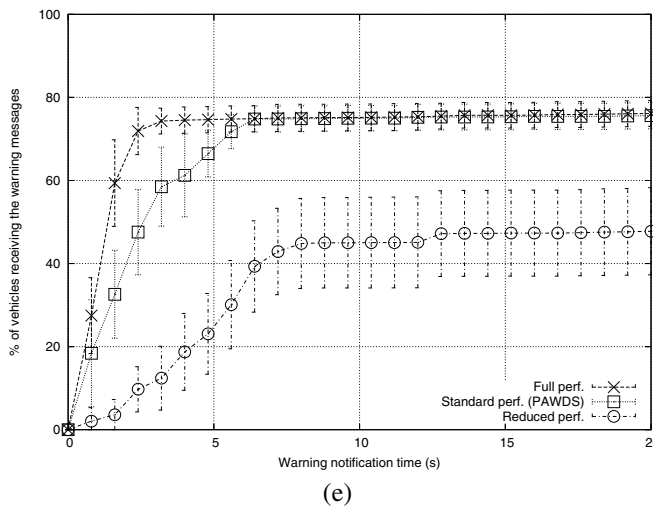 100
80
60
40
20
0
0
5
10
15
2
% of vehicles receiving the warning messages
Full perf.
Standard perf. (PAWDS)
Reduced perf.
Warning notification time (s)
(e)